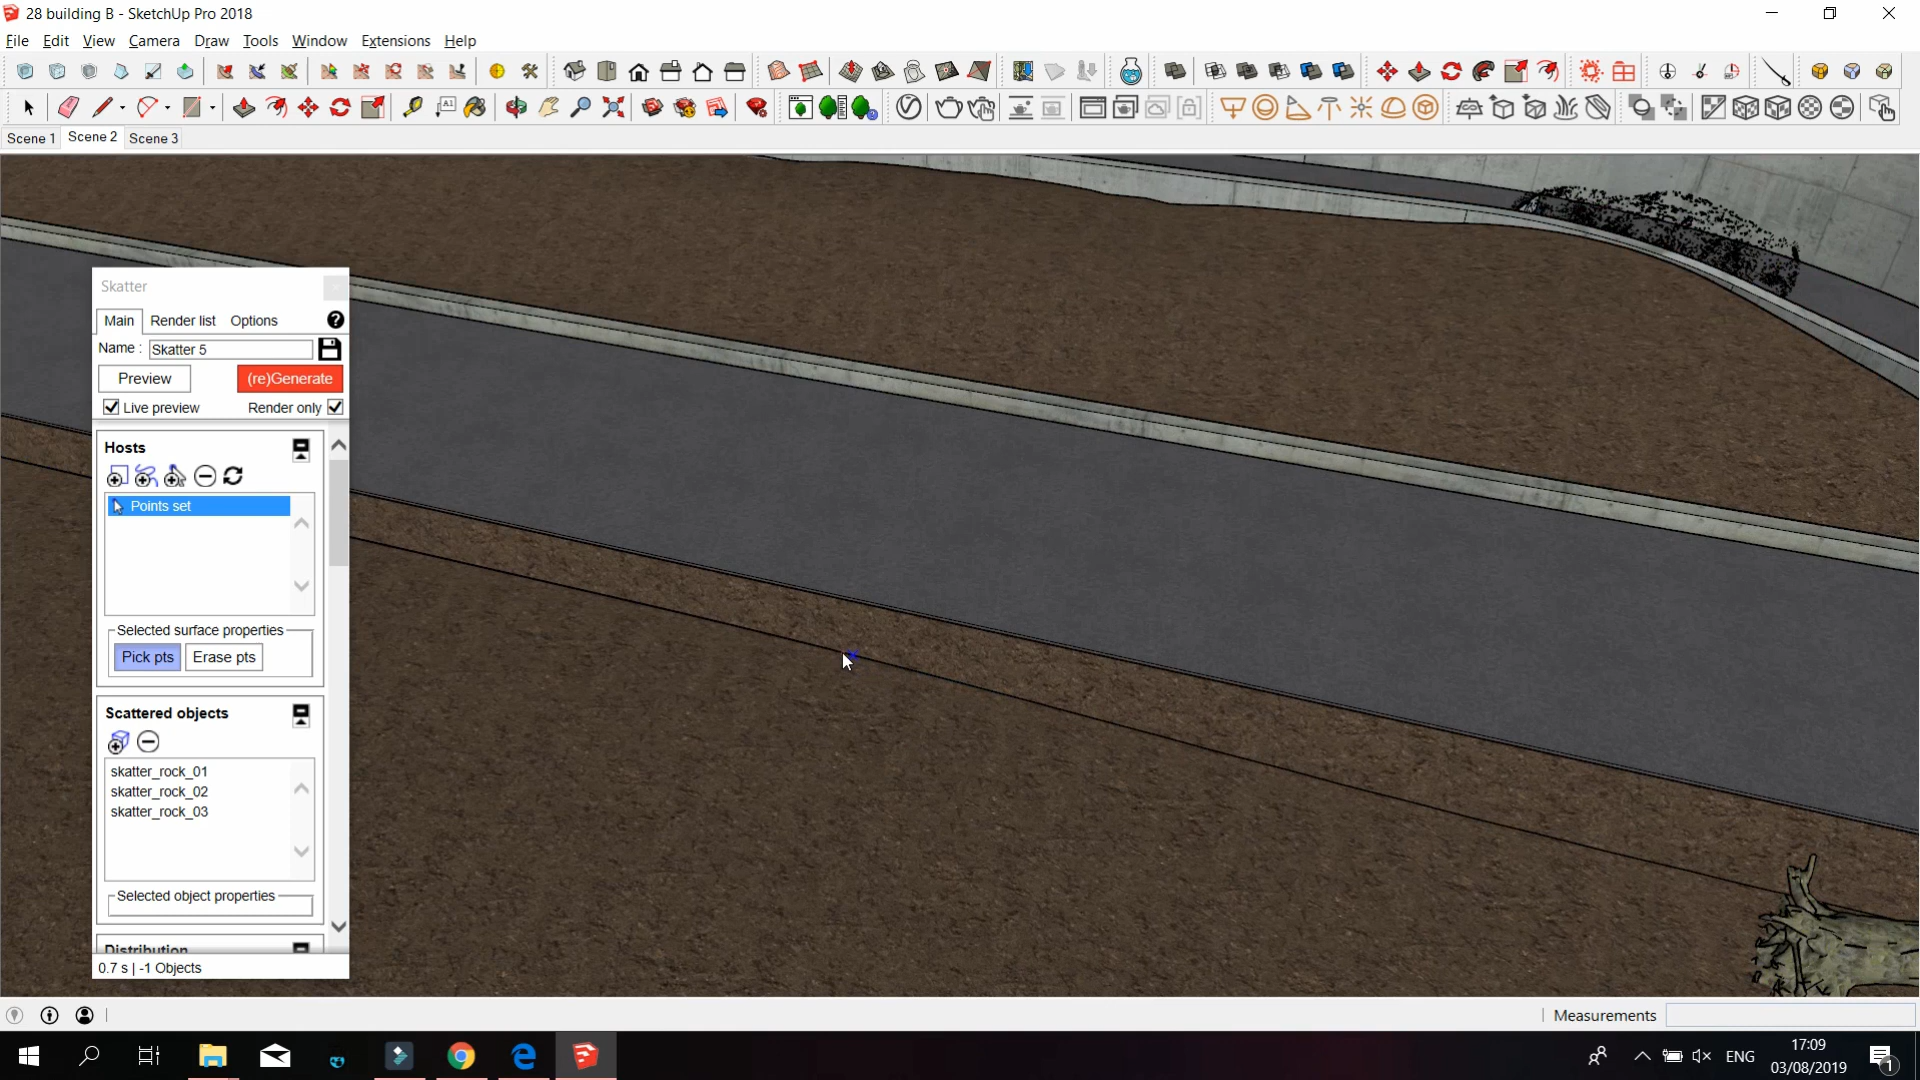 28 building B - SketchUp Pro 2018
File Edit View Camera Draw Tools Window Extensions Help
Scene 1 Scene 2 Scene 3
Skatter
Main Render list Options
Name : Skatter 5
Preview (re)Generate
Live preview Render only
Hosts
Points set
Selected surface properties
Pick pts Erase pts
Scattered objects
skatter_rock_01
skatter_rock_02
skatter_rock_03
Selected object properties
Distribution
0.7 s | -1 Objects
Measurements
ENG
17:09
03/08/2019
1